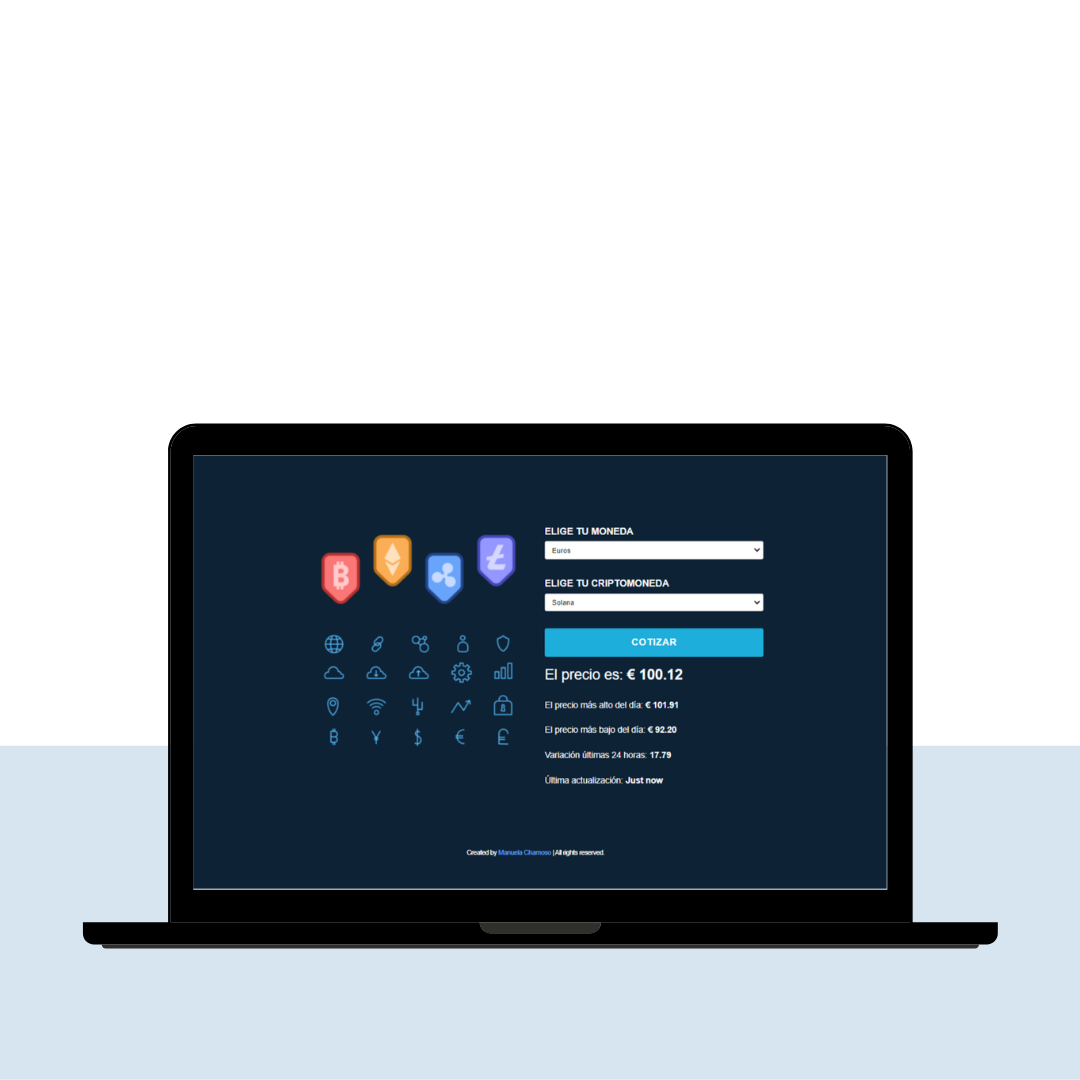 ELIGE TU MONEDA
Euros
ELIGE TU CRIPTOMONEDA
Solana
COTIZAR
El precio es: € 100.12
El precio más alto del día: € 101.91
El precio más bajo del día: € 92.20
Variación últimas 24 horas: 17.79
Última actualización: Just now
Created by Manuela Chamoso | All rights reserved.